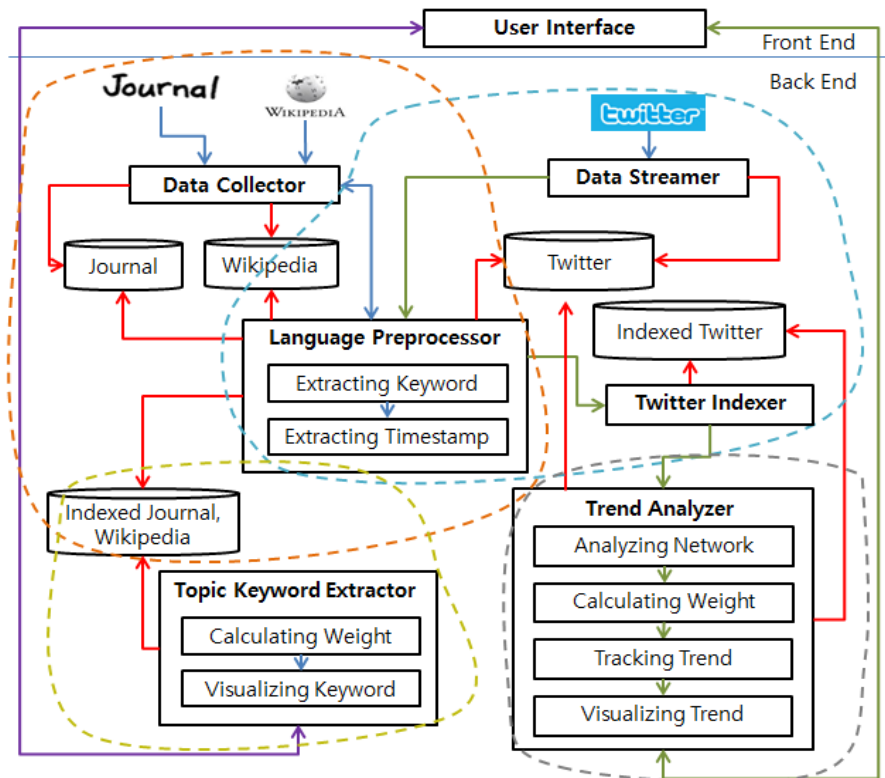 User Interface
Front End
Back End
Journal
WIKIPEDIA
twitter
Data Collector
Data Streamer
Journal
Wikipedia
Twitter
Indexed Twitter
Language Preprocessor
Extracting Keyword
Extracting Timestamp
Twitter Indexer
Indexed Journal,
Wikipedia
Trend Analyzer
Analyzing Network
Calculating Weight
Tracking Trend
Visualizing Trend
Topic Keyword Extractor
Calculating Weight
Visualizing Keyword